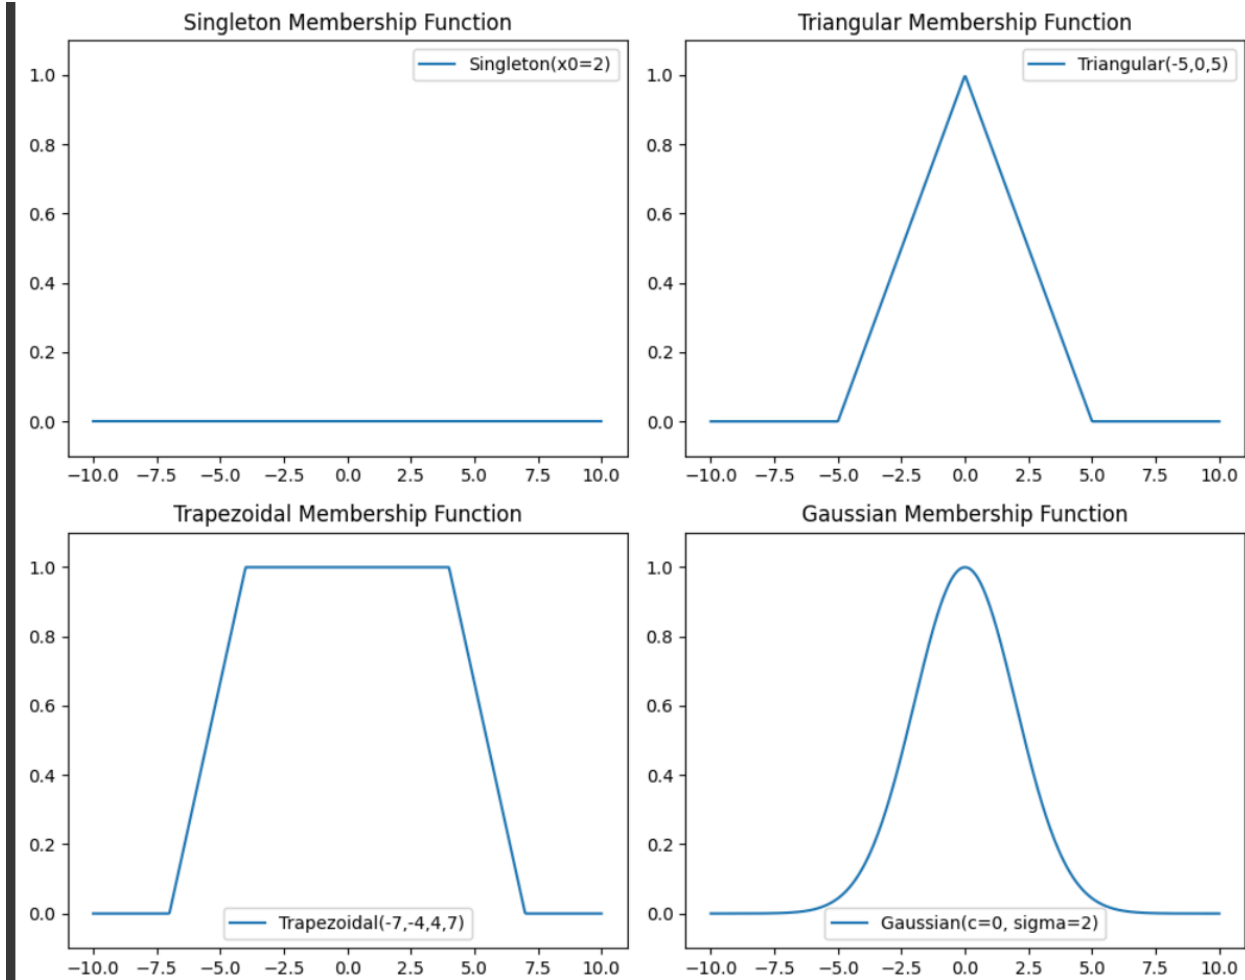 Singleton Membership Function
Singleton(x0=2)
1.0
0.8
0.6
0.4
0.2
0.0
−10.0 −7.5 −5.0 −2.5 0.0 2.5 5.0 7.5 10.0
Triangular Membership Function
Triangular(-5,0,5)
1.0
0.8
0.6
0.4
0.2
0.0
−10.0 −7.5 −5.0 −2.5 0.0 2.5 5.0 7.5 10.0
Trapezoidal Membership Function
1.0
0.8
0.6
0.4
0.2
0.0
Trapezoidal(-7,-4,4,7)
−10.0 −7.5 −5.0 −2.5 0.0 2.5 5.0 7.5 10.0
Gaussian Membership Function
1.0
0.8
0.6
0.4
0.2
0.0
Gaussian(c=0, sigma=2)
−10.0 −7.5 −5.0 −2.5 0.0 2.5 5.0 7.5 10.0